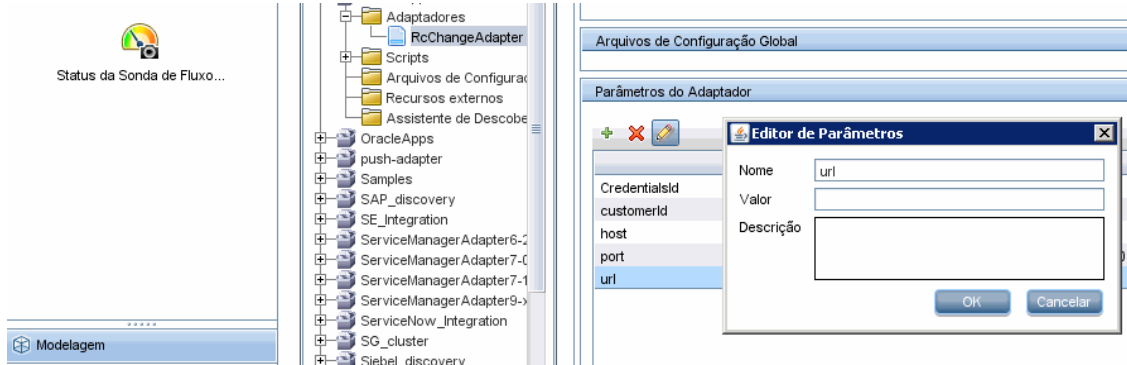 Status da Sonda de Fluxo...
Modelagem
Adaptadores
RcChangeAdapter
Scripts
Arquivos de Configurac
Recursos externos
Assistente de Descobe
OracleApps
push-adapter
Samples
SAP_discovery
SE_Integration
ServiceManagerAdapter6-2
ServiceManagerAdapter7-0
ServiceManagerAdapter7-1
ServiceManagerAdapter9-x
ServiceNow_Integration
SG_cluster
Siebel_discovery
Arquivos de Configuração Global
Parâmetros do Adaptador
CredentialsId
customerId
host
port
url
Editor de Parâmetros
Nome
url
Valor
Descrição
OK
Cancelar